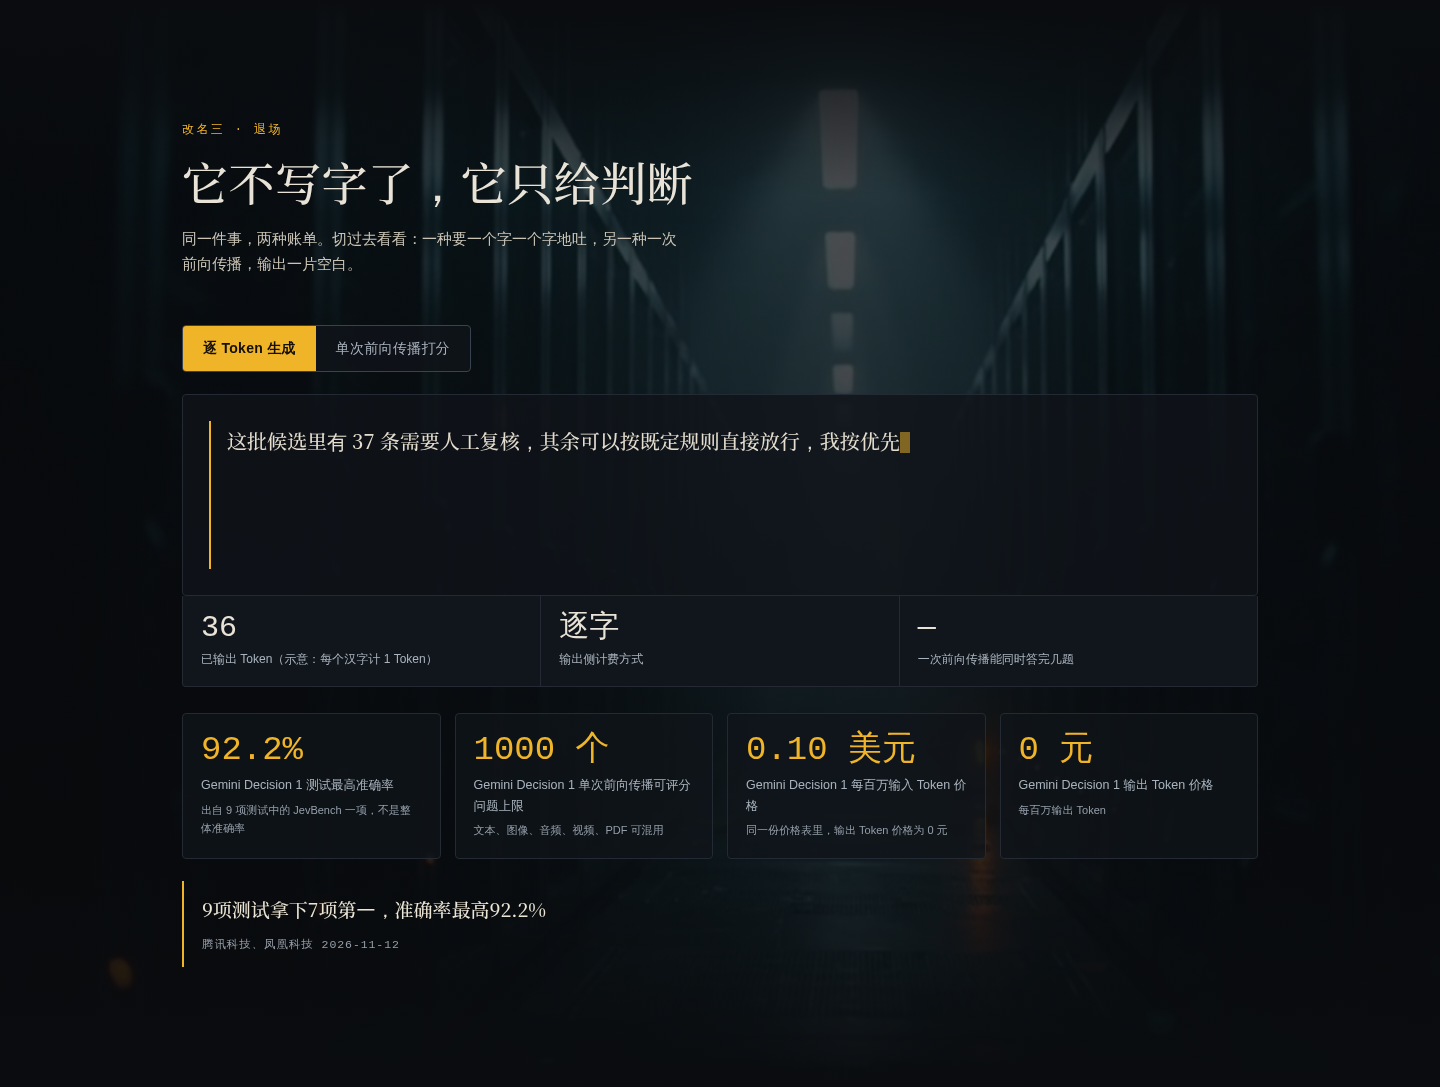 改名三 · 退场
它不写字了，它只给判断
同一件事，两种账单。切过去看看：一种要一个字一个字地吐，另一种一次
前向传播，输出一片空白。
逐 Token 生成
单次前向传播打分
这批候选里有 37 条需要人工复核，其余可以按既定规则直接放行，我按优先
36
已输出 Token（示意：每个汉字计 1 Token）
逐字
输出侧计费方式
—
一次前向传播能同时答完几题
92.2%
Gemini Decision 1 测试最高准确率
出自 9 项测试中的 JevBench 一项，不是整
体准确率
1000 个
Gemini Decision 1 单次前向传播可评分
问题上限
文本、图像、音频、视频、PDF 可混用
0.10 美元
Gemini Decision 1 每百万输入 Token 价
格
同一份价格表里，输出 Token 价格为 0 元
0 元
Gemini Decision 1 输出 Token 价格
每百万输出 Token
9项测试拿下7项第一，准确率最高92.2%
腾讯科技、凤凰科技 2026-11-12